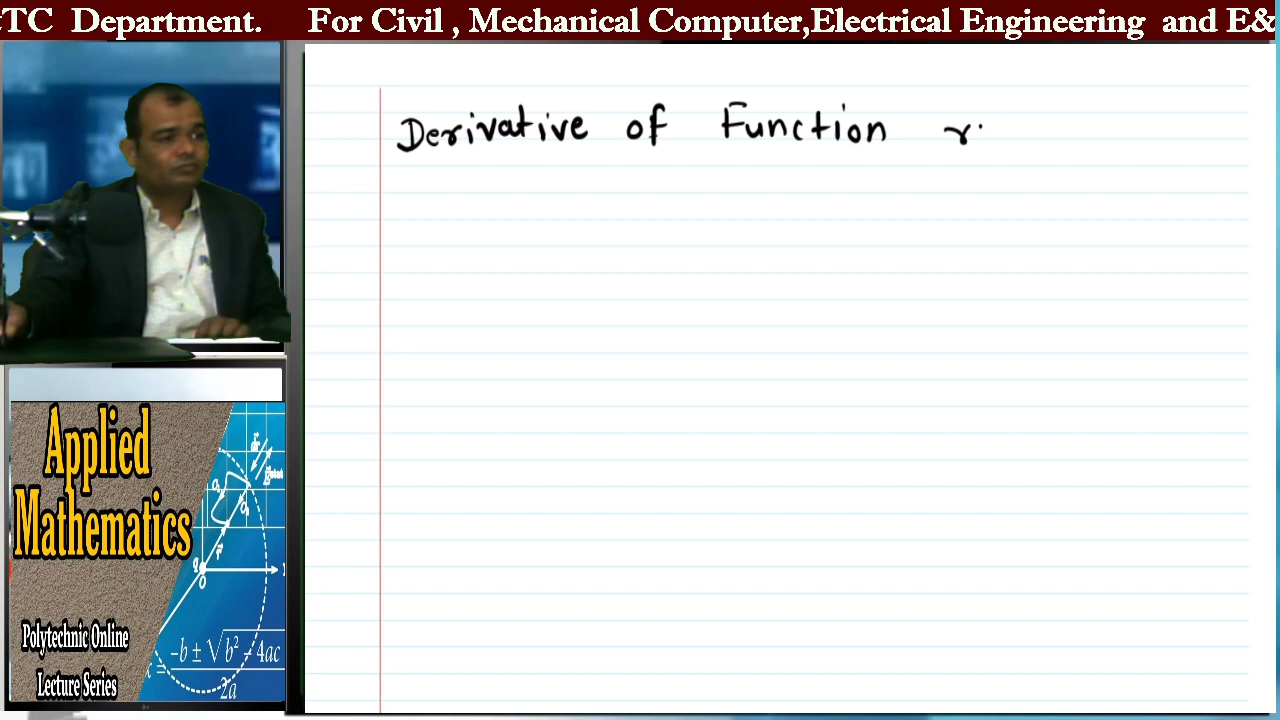 tTC Department. For Civil , Mechanical Computer,Electrical Engineering and E&
Derivative of Function
Applied
Mathematics
Polytechnic Online
Lecture Series
-b ± √b² - 4ac
2a